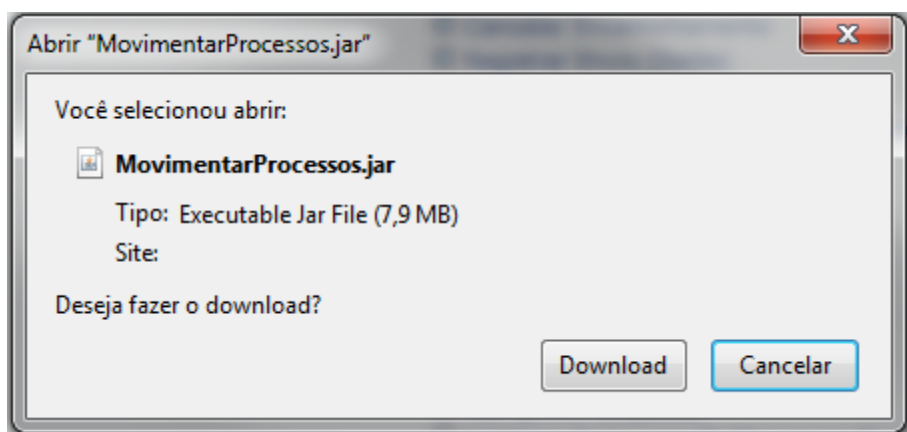 Abrir "MovimentarProcessos.jar"
Você selecionou abrir:
MovimentarProcessos.jar
Tipo: Executable Jar File (7,9 MB)
Site:
Deseja fazer o download?
Download
Cancelar